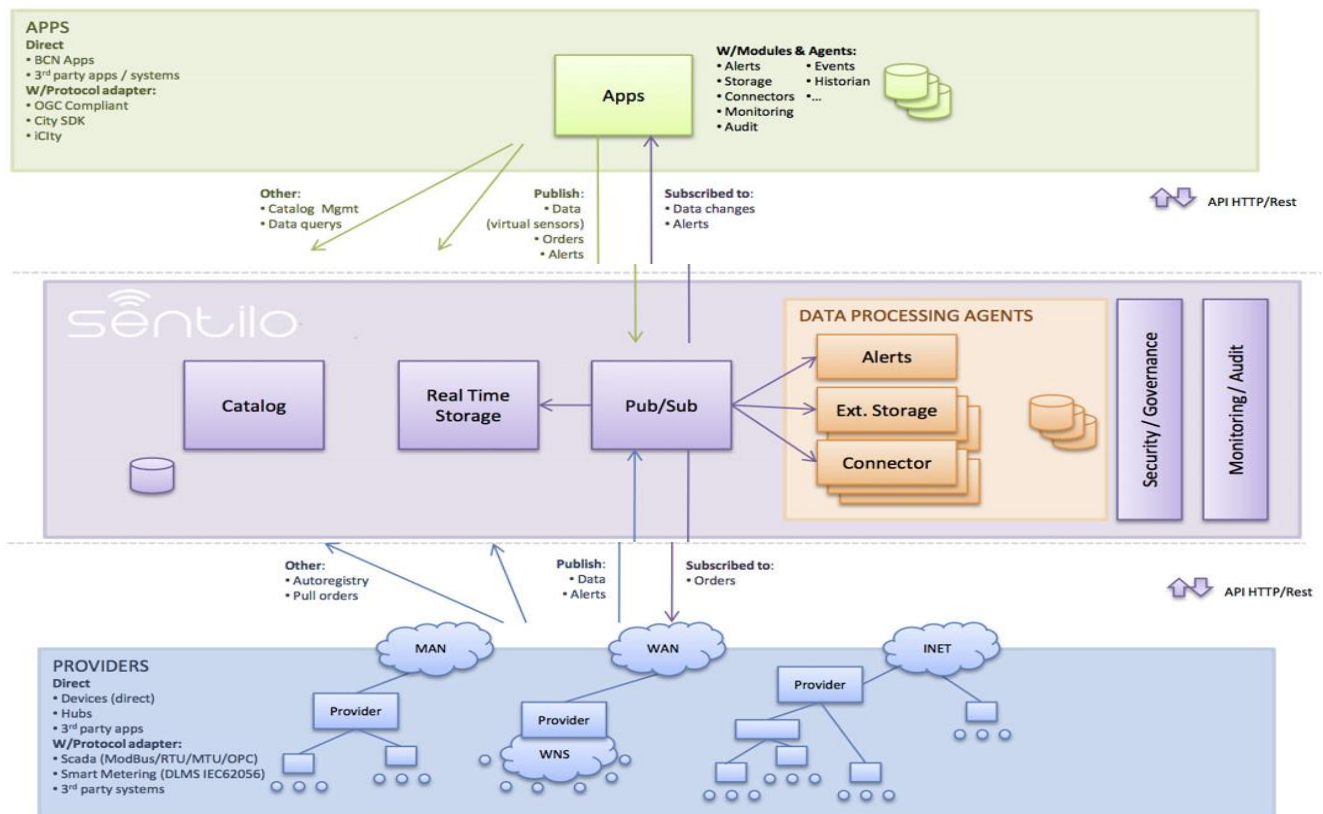 APPS
Direct
• BCN Apps
• 3rd party apps / systems
W/Protocol adapter:
• OGC Compliant
• City SDK
• iCIty
Apps
W/Modules & Agents:
• Alerts
• Storage
• Connectors
• Monitoring
• Audit
• Events
• Historian
•...
Other:
• Catalog Mgmt
• Data querys
Publish:
• Data
(virtual sensors)
• Orders
• Alerts
Subscribed to:
• Data changes
• Alerts
API HTTP/Rest
sentilo
Catalog
Real Time
Storage
Pub/Sub
DATA PROCESSING AGENTS
Alerts
Ext. Storage
Connector
Security / Governance
Monitoring / Audit
Other:
• Autoregistry
• Pull orders
Publish:
• Data
• Alerts
Subscribed to:
• Orders
API HTTP/Rest
PROVIDERS
Direct
• Devices (direct)
• Hubs
• 3rd party apps
W/Protocol adapter:
• Scada (ModBus/RTU/MTU/OPC)
• Smart Metering (DLMS IEC62056)
• 3rd party systems
MAN
Provider
WAN
Provider
WNS
INET
Provider